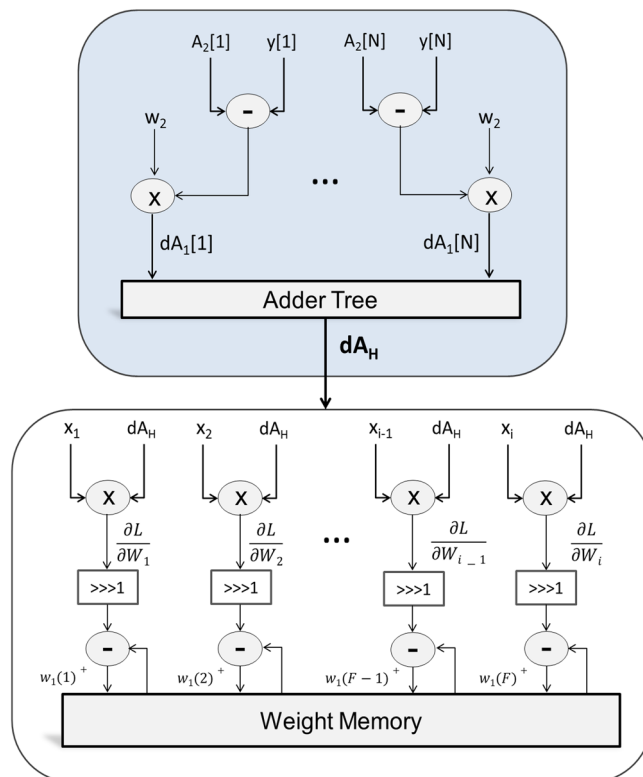 A₂[1] y[1] A₂[N] y[N]
- -
w₂ w₂
...
x x
dA₁[1] dA₁[N]
Adder Tree
dA_H
x₁ dA_H x₂ dA_H x_{i-1} dA_H x_i dA_H
x x x x
...
∂L/∂W₁ ∂L/∂W₂ ∂L/∂W_{i_1} ∂L/∂W_i
>>>1 >>>1 >>>1 >>>1
- - - -
w₁(1)⁺ w₁(2)⁺ w₁(F−1)⁺ w₁(F)⁺
Weight Memory